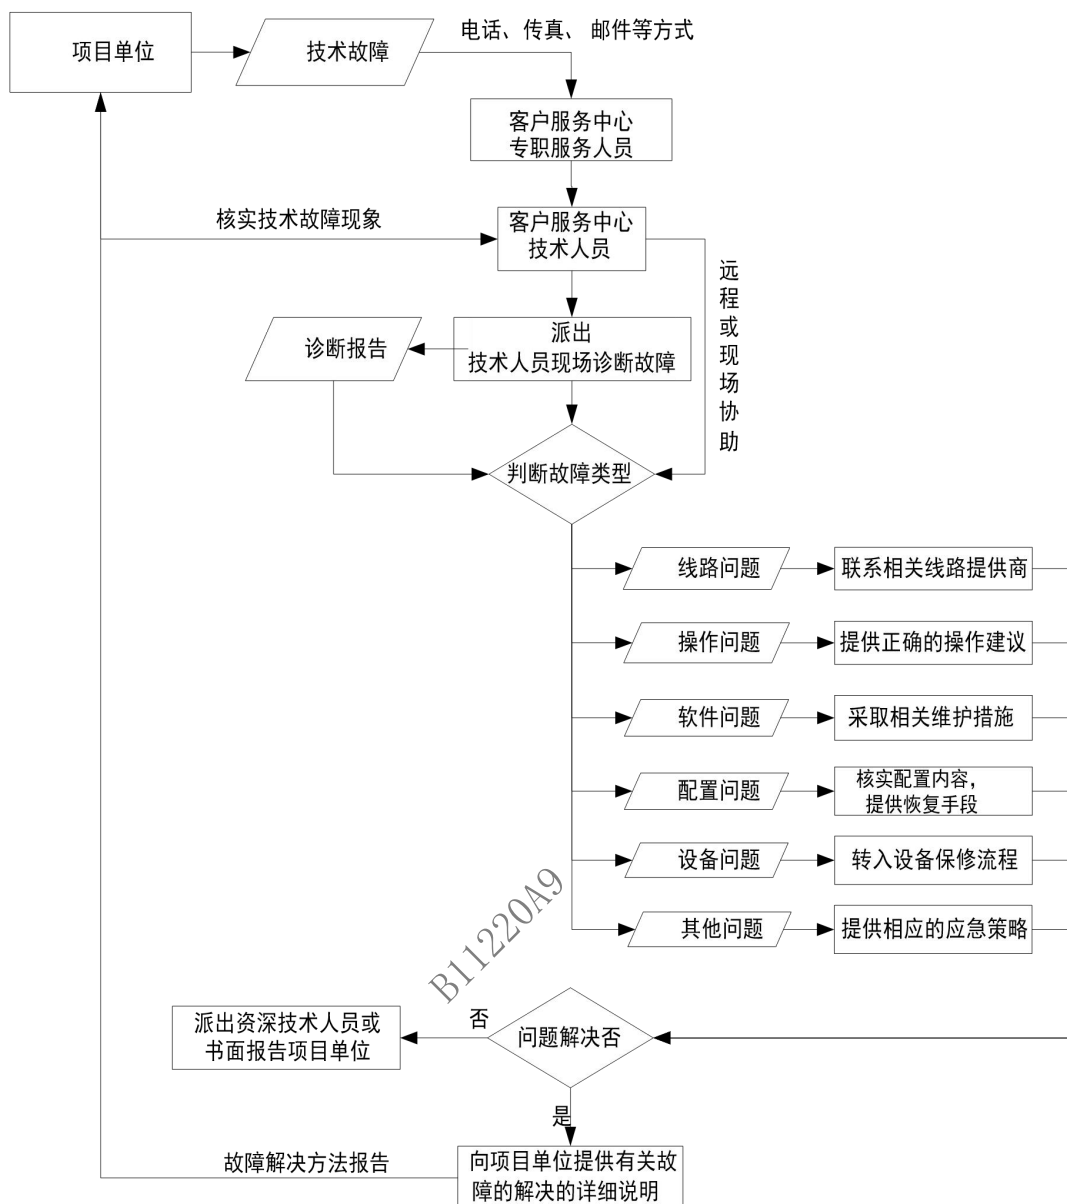 项目单位
技术故障
电话、传真、 邮件等方式
客户服务中心
专职服务人员
核实技术故障现象
客户服务中心
技术人员
远程或现场协助
诊断报告
派出
技术人员现场诊断故障
判断故障类型
线路问题
联系相关线路提供商
操作问题
提供正确的操作建议
软件问题
采取相关维护措施
配置问题
核实配置内容，
提供恢复手段
设备问题
转入设备保修流程
其他问题
提供相应的应急策略
B11220A9
派出资深技术人员或
书面报告项目单位
否
问题解决否
是
故障解决方法报告
向项目单位提供有关故
障的解决的详细说明